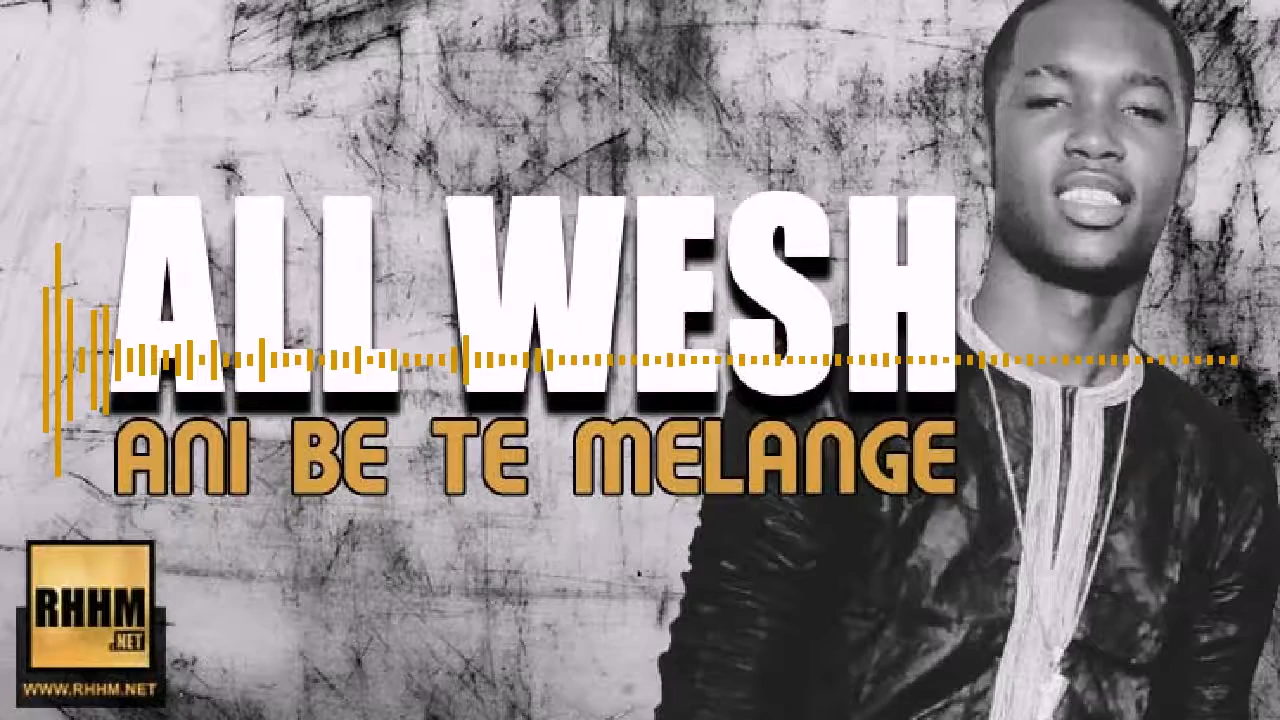 ALL WESH
ANI BE TE MELANGE
RHHM
.NET
WWW.RHHM.NET